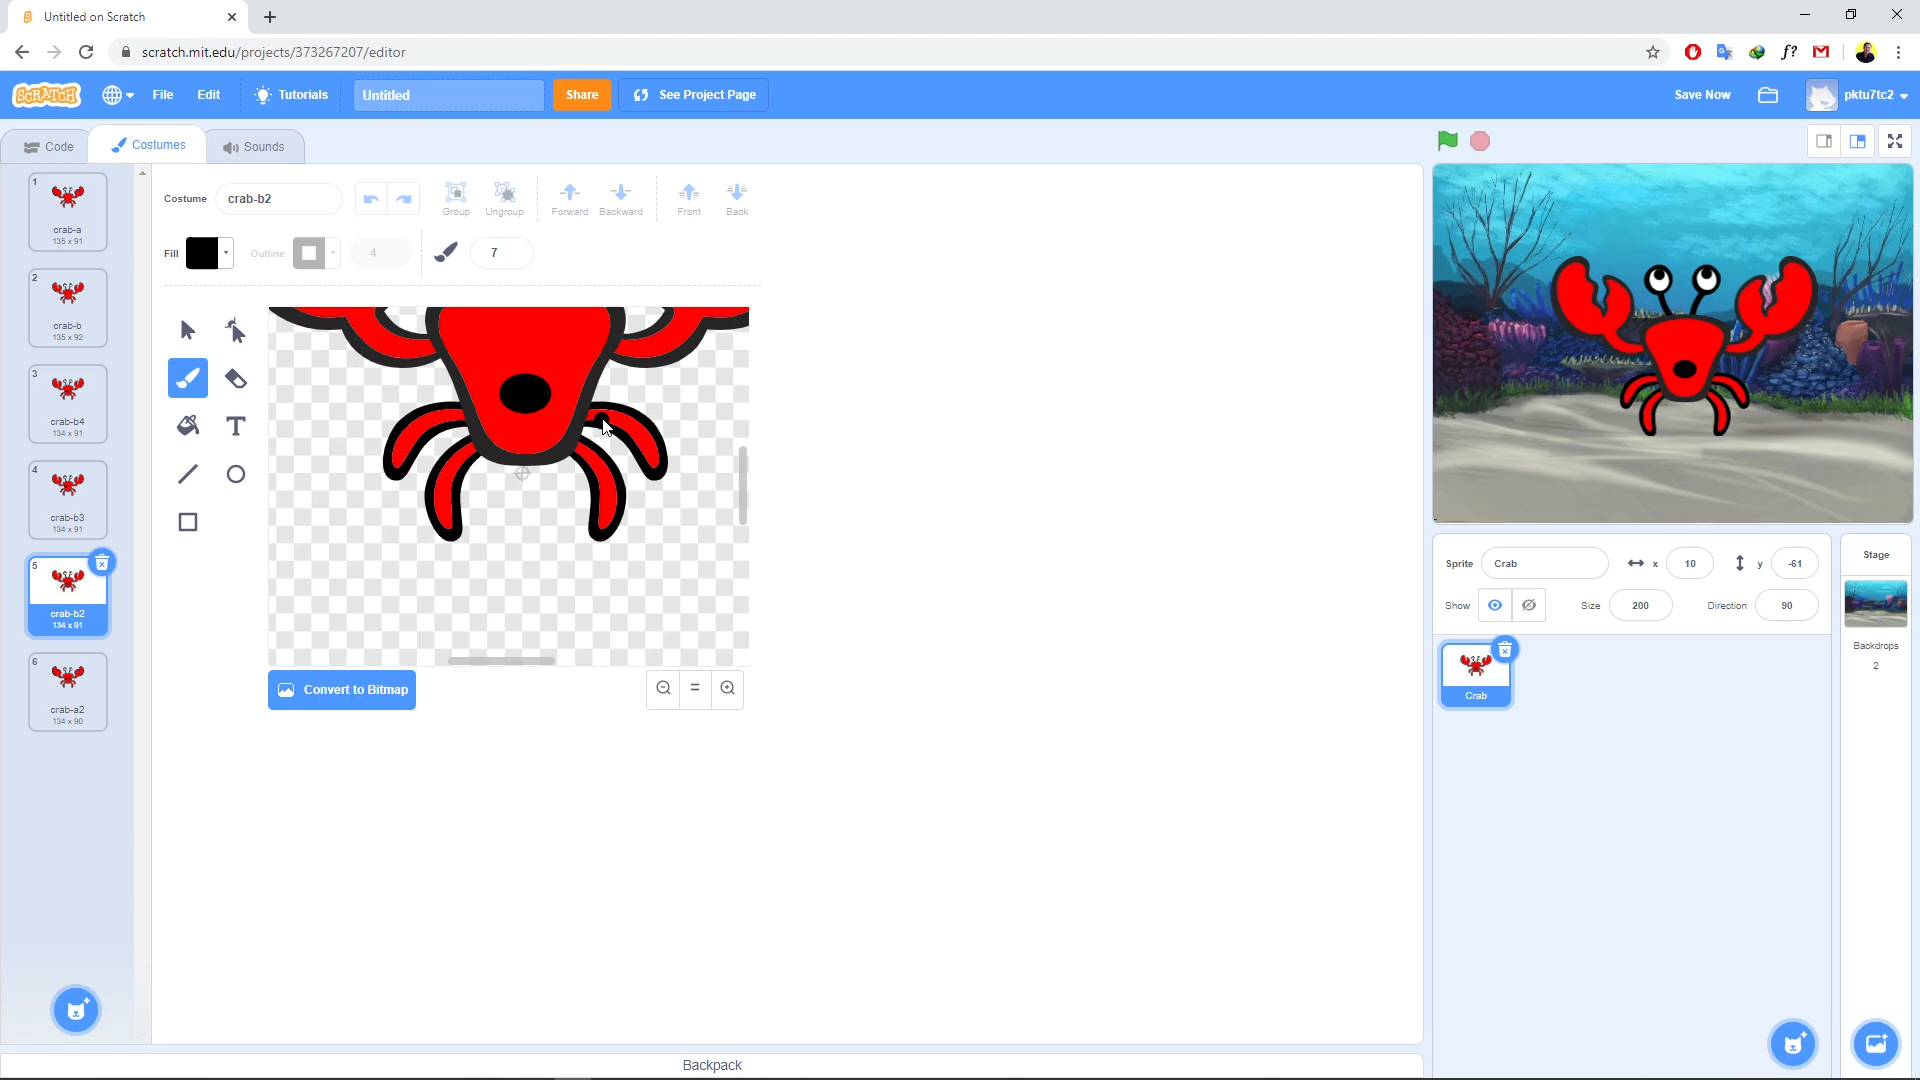 Untitled on Scratch
scratch.mit.edu/projects/373267207/editor
f?
SCRATCH
File
Edit
Tutorials
Untitled
Share
See Project Page
Save Now
pktu7tc2
Code
Costumes
Sounds
1
crab-a
135 x 91
2
crab-b
135 x 92
3
crab-b4
134 x 91
4
crab-b3
134 x 91
5
crab-b2
134 x 91
6
crab-a2
134 x 90
Costume
crab-b2
Group
Ungroup
Forward
Backward
Front
Back
Fill
Outline
4
7
T
Convert to Bitmap
Sprite
Crab
x
10
y
-61
Show
Size
200
Direction
90
Crab
Stage
Backdrops
2
Backpack